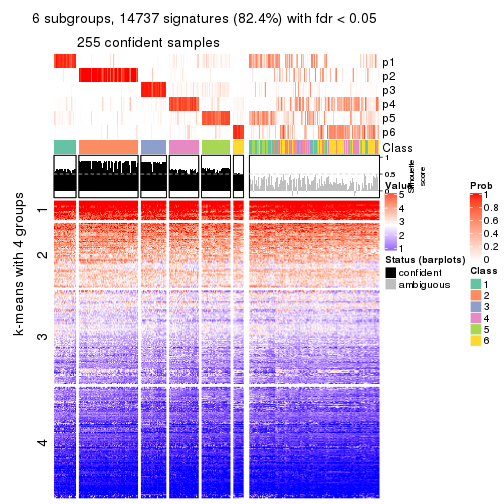 6 subgroups, 14737 signatures (82.4%) with fdr < 0.05
255 confident samples
p1
p2
p3
p4
p5
p6
Class
1
0.5
0
Silhouette
score
k-means with 4 groups
1
2
3
4
Value
5
4
3
2
1
Status (barplots)
confident
ambiguous
Prob
1
0.8
0.6
0.4
0.2
0
Class
1
2
3
4
5
6